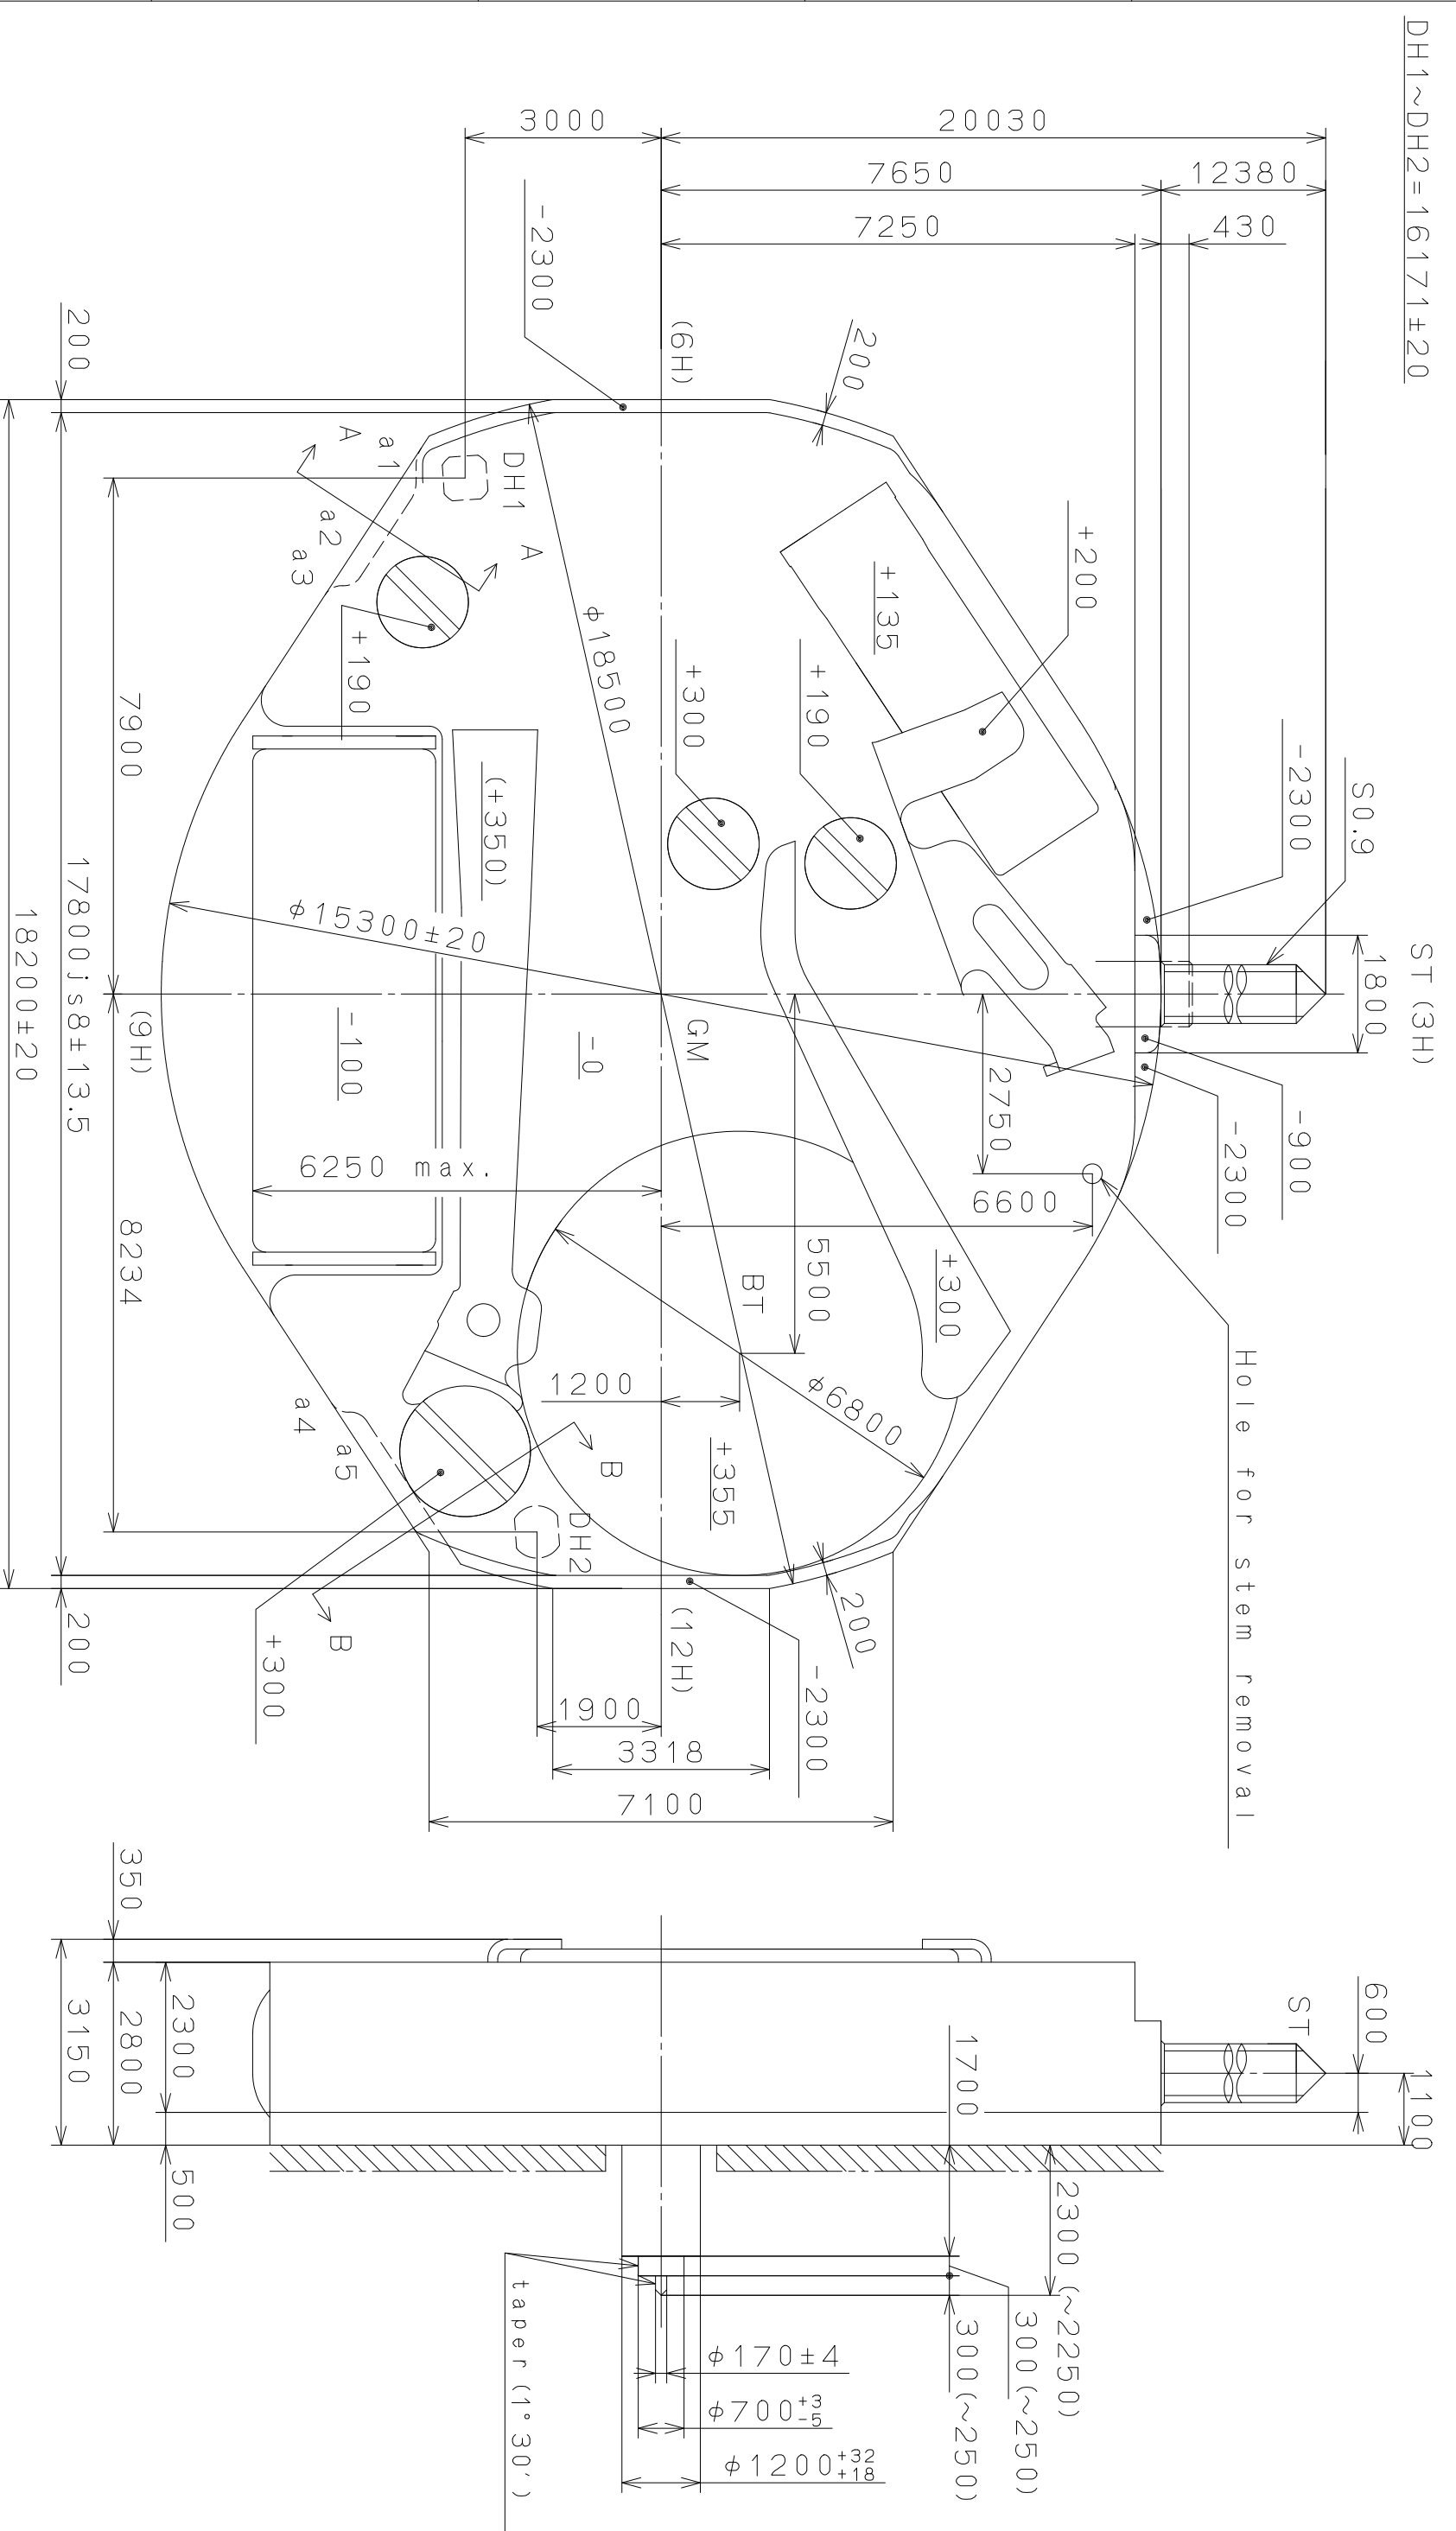 DH1~DH2=16171±20
3000
20030
7650
12380
7250
430
-2300
(6H)
200
200
A
a1
DH1
A
a2
a3
+190
φ18500
+135
+200
+300
+190
-2300
S0.9
ST (3H)
1800
7900
17800js8±13.5
18200±20
(+350)
φ15300±20
(9H)
-100
-0
GM
2750
-900
-2300
6250 max.
6600
8234
5500
BT
+300
Hole for stem removal
1200
φ6800
a4
a5
B
+355
DH2
B
+300
200
(12H)
200
-2300
1900
3318
7100
350
3150
2800
2300
500
600
ST
1100
1700
2300 (~2250)
300 (~250)
300 (~250)
taper (1°30')
φ170±4
φ700 +3 -5
φ1200 +32 +18